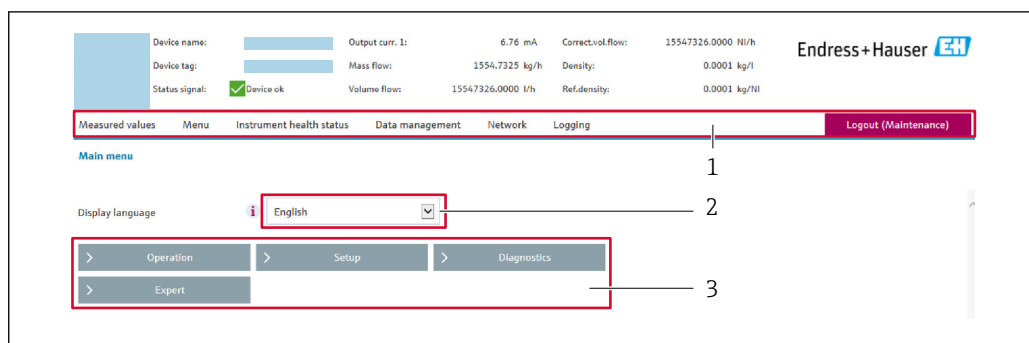 Device name: Output curr. 1: 6.76 mA Correct.vol.flow: 15547326.0000 Nl/h
Endress+Hauser EH
Device tag: Mass flow: 1554.7325 kg/h Density: 0.0001 kg/l
Status signal: Device ok Volume flow: 15547326.0000 l/h Ref.density: 0.0001 kg/Nl
Measured values Menu Instrument health status Data management Network Logging Logout (Maintenance)
1
Main menu
Display language i English 2
> Operation > Setup > Diagnostics
> Expert 3